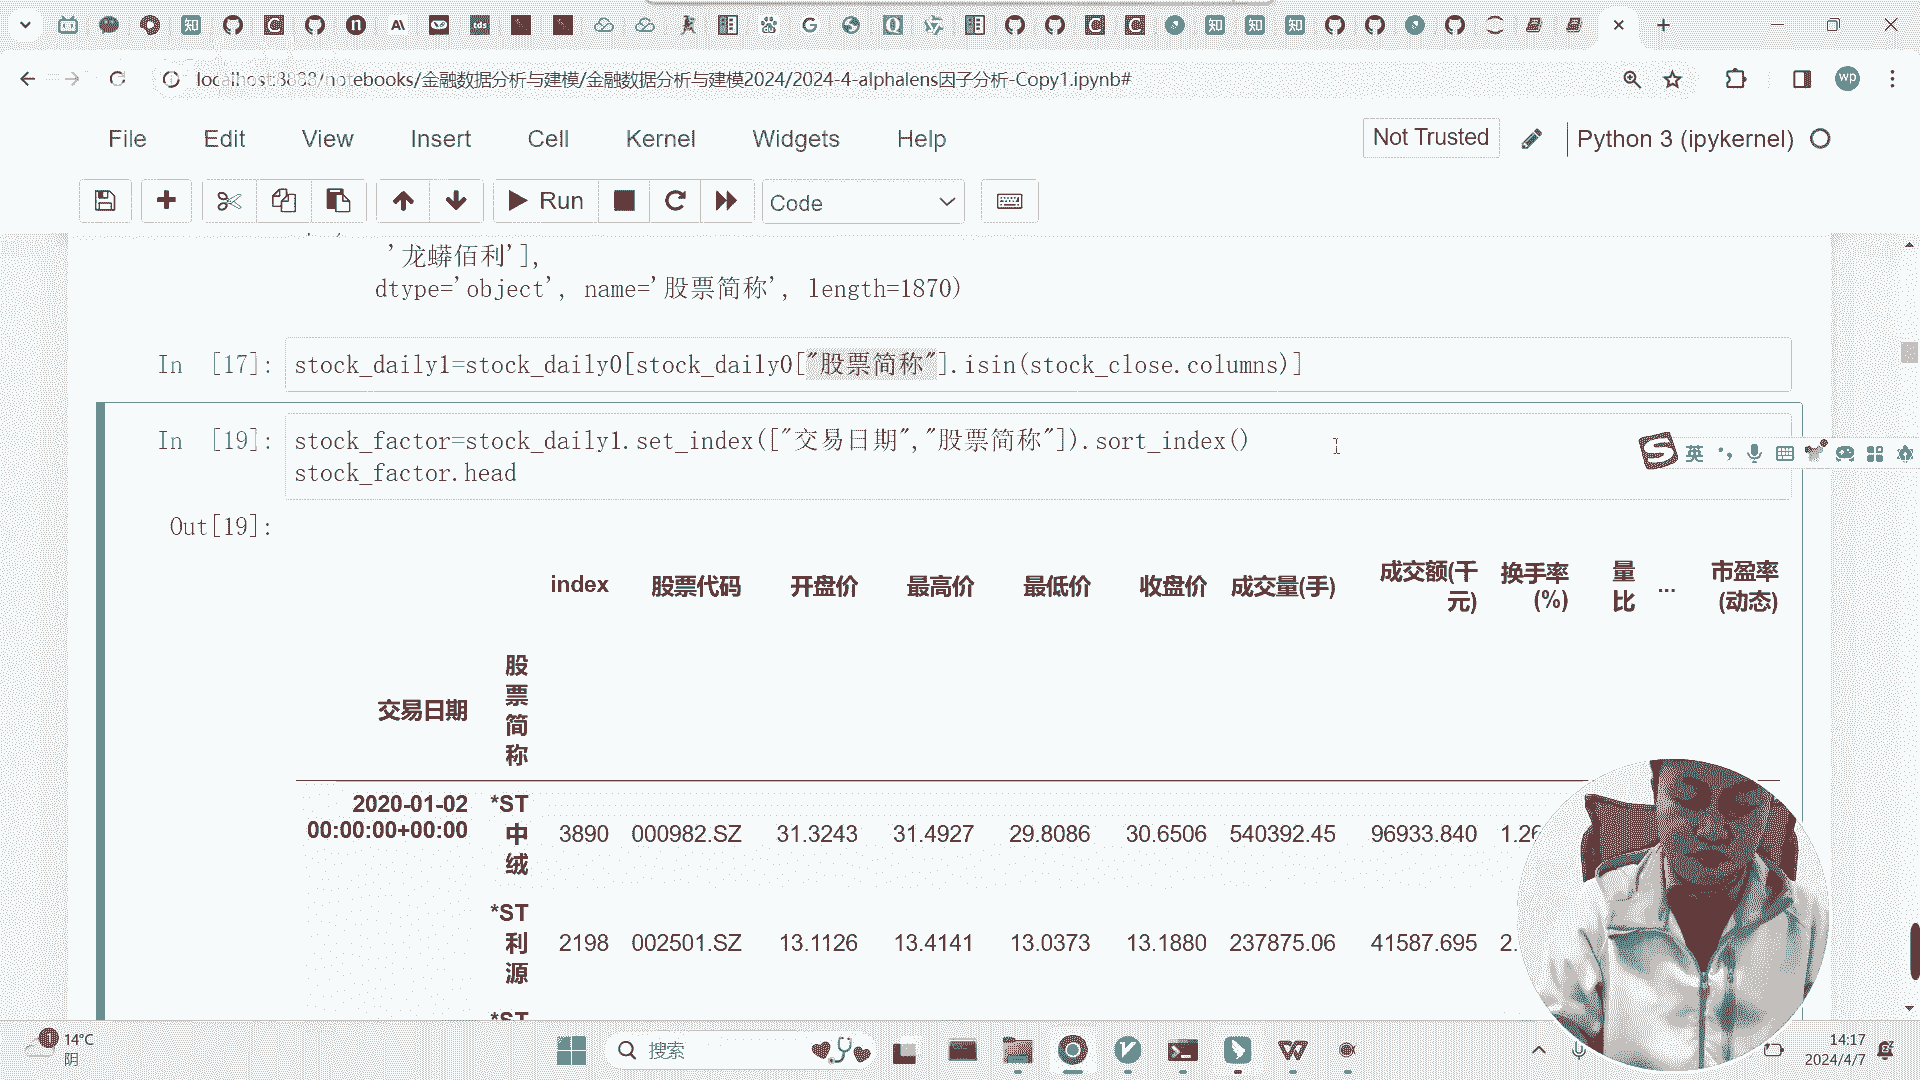 localhost:8888/notebooks/金融数据分析与建模/金融数据分析与建模2024/2024-4-alphalens因子分析-Copy1.ipynb#
wp
File Edit View Insert Cell Kernel Widgets Help
Not Trusted
Python 3 (ipykernel)
Run
Code
'龙蟒佰利'],
dtype='object', name='股票简称', length=1870)
In [17]: stock_daily1=stock_daily0[stock_daily0["股票简称"].isin(stock_close.columns)]
In [19]: stock_factor=stock_daily1.set_index(["交易日期","股票简称"]).sort_index()
stock_factor.head
英
Out[19]:
index 股票代码 开盘价 最高价 最低价 收盘价 成交量(手) 成交额(千元) 换手率(%) 量比 ... 市盈率(动态)
交易日期 股票简称
2020-01-02 00:00:00+00:00 *ST中绒 3890 000982.SZ 31.3243 31.4927 29.8086 30.6506 540392.45 96933.840 1.26
*ST利源 2198 002501.SZ 13.1126 13.4141 13.0373 13.1880 237875.06 41587.695 2.
*ST
14°C
阴
搜索
14:17
2024/4/7